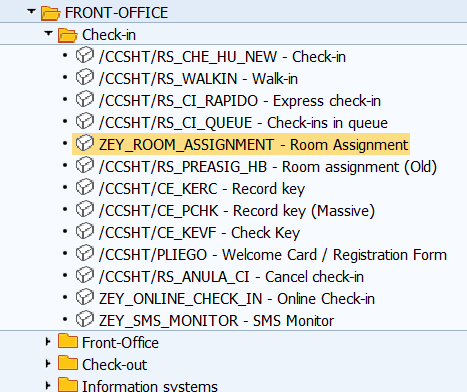 FRONT-OFFICE
Check-in
/CCSHT/RS_CHE_HU_NEW - Check-in
/CCSHT/RS_WALKIN - Walk-in
/CCSHT/RS_CI_RAPIDO - Express check-in
/CCSHT/RS_CI_QUEUE - Check-ins in queue
ZEY_ROOM_ASSIGNMENT - Room Assignment
/CCSHT/RS_PREASIG_HB - Room assignment (Old)
/CCSHT/CE_KERC - Record key
/CCSHT/CE_PCHK - Record key (Massive)
/CCSHT/CE_KEVF - Check Key
/CCSHT/PLIEGO - Welcome Card / Registration Form
/CCSHT/RS_ANULA_CI - Cancel check-in
ZEY_ONLINE_CHECK_IN - Online Check-in
ZEY_SMS_MONITOR - SMS Monitor
Front-Office
Check-out
Information systems